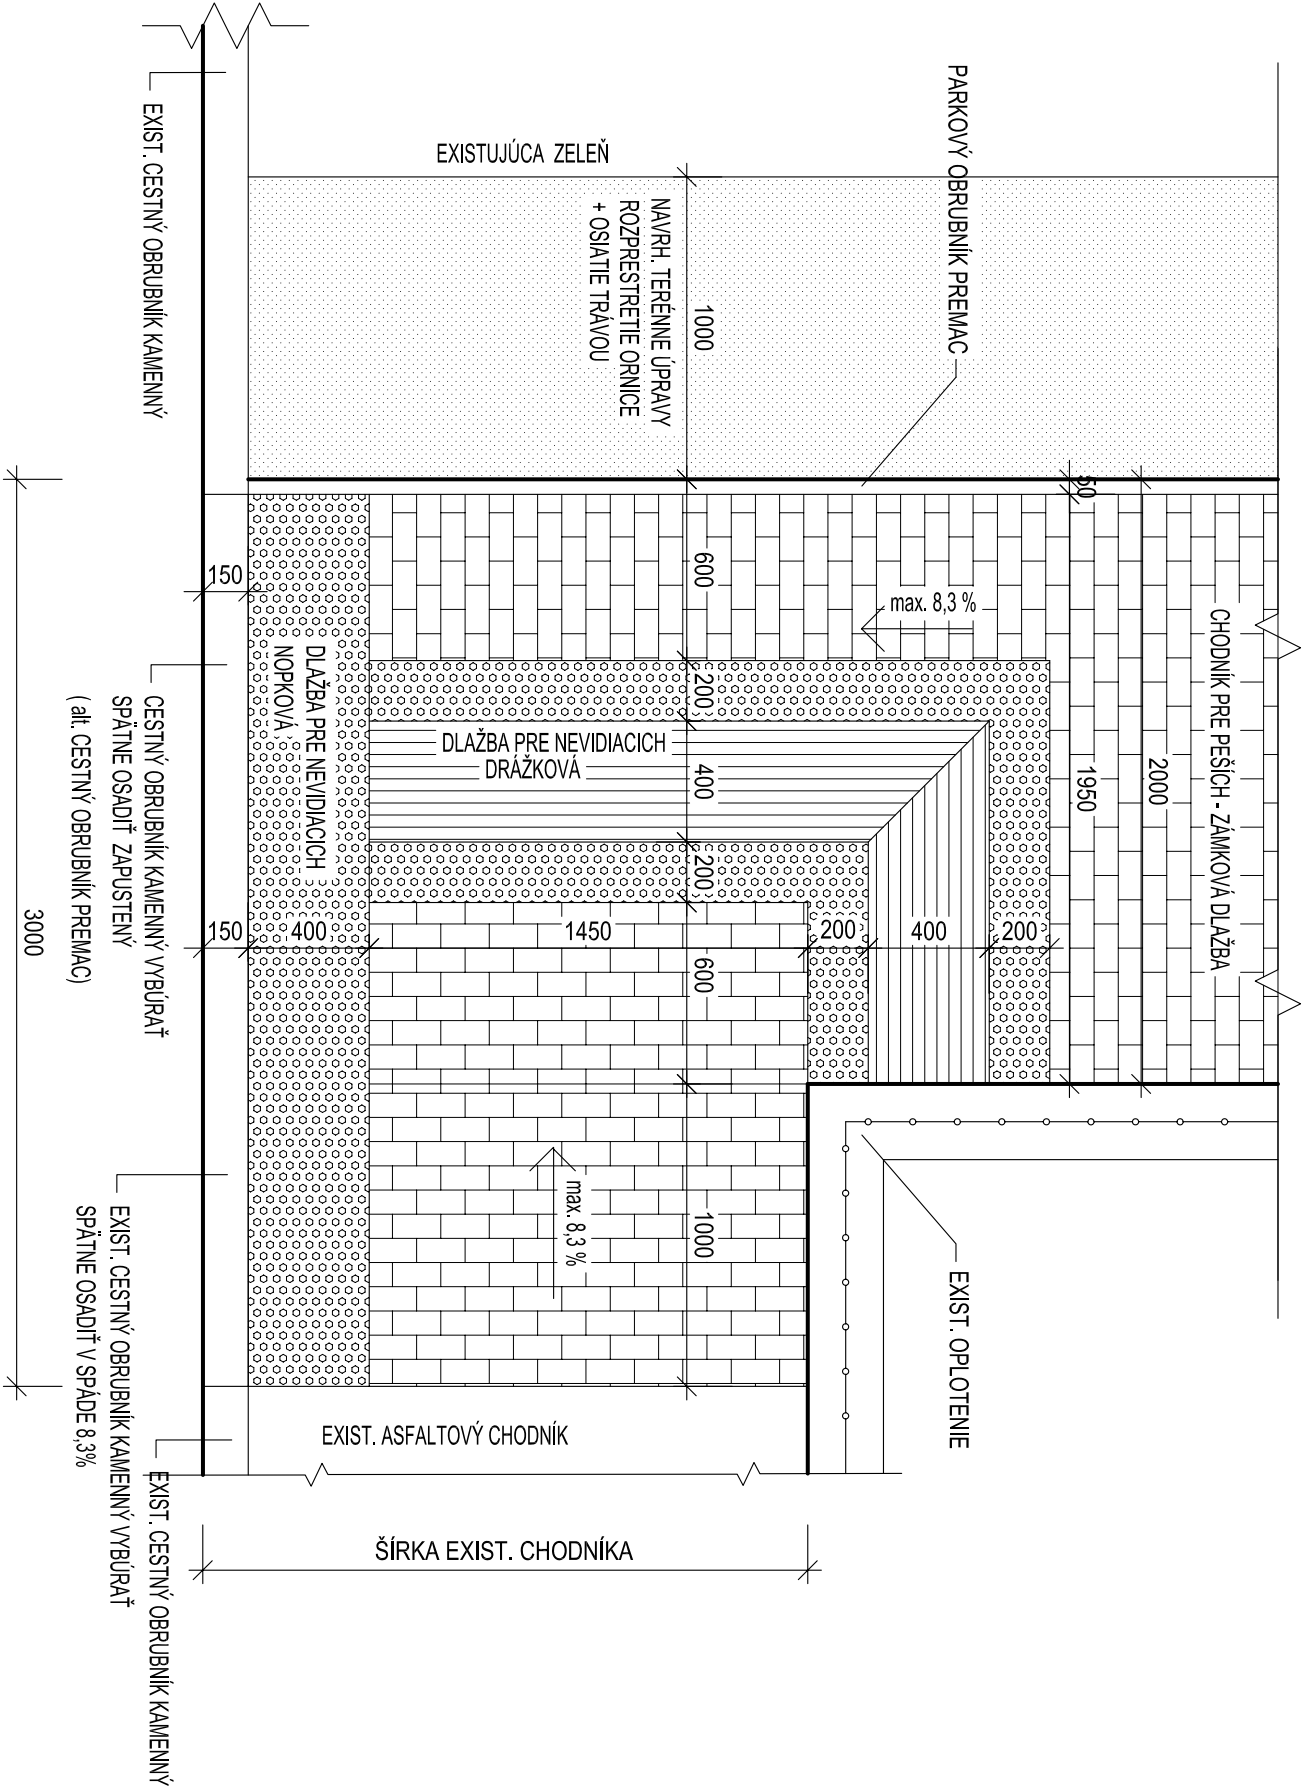 EXISTUJÚCA ZELEŇ
PARKOVÝ OBRUBNÍK PREMAC
EXIST. CESTNÝ OBRUBNÍK KAMENNÝ
NAVRH. TERÉNNE ÚPRAVY
ROZPRESTRETIE ORNICE
+ OSIATIE TRÁVOU
1000
50
600
150
max. 8,3 %
CHODNÍK PRE PEŠÍCH - ZÁMKOVÁ DLAŽBA
2000
1950
200
DLAŽBA PRE NEVIDIACICH
DRÁŽKOVÁ
400
200
DLAŽBA PRE NEVIDIACICH
NOPKOVÁ
CESTNÝ OBRUBNÍK KAMENNÝ VYBÚRAŤ
SPÄTNE OSADIŤ ZAPUSTENÝ
( alt. CESTNÝ OBRUBNÍK PREMAC)
3000
150
400
1450
200
400
200
600
1000
max. 8,3 %
EXIST. OPLOTENIE
EXIST. CESTNÝ OBRUBNÍK KAMENNÝ VYBÚRAŤ
SPÄTNE OSADIŤ V SPÁDE 8,3%
EXIST. ASFALTOVÝ CHODNÍK
EXIST. CESTNÝ OBRUBNÍK KAMENNÝ
ŠÍRKA EXIST. CHODNÍKA